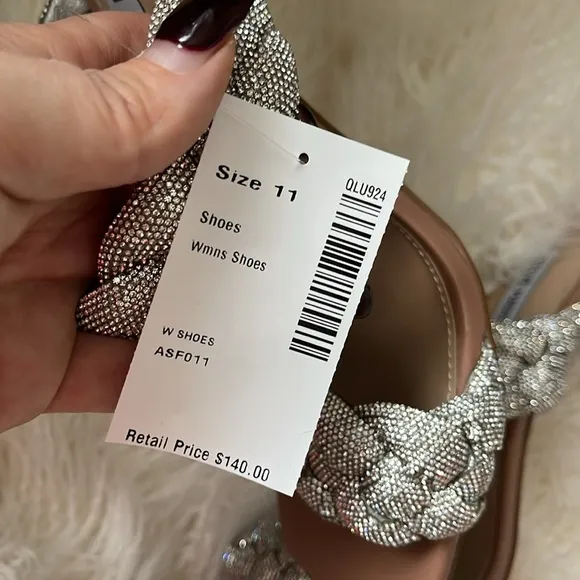 Size 11
QLU924
Shoes
Wmns Shoes
W SHOES
ASF011
Retail Price $140.00